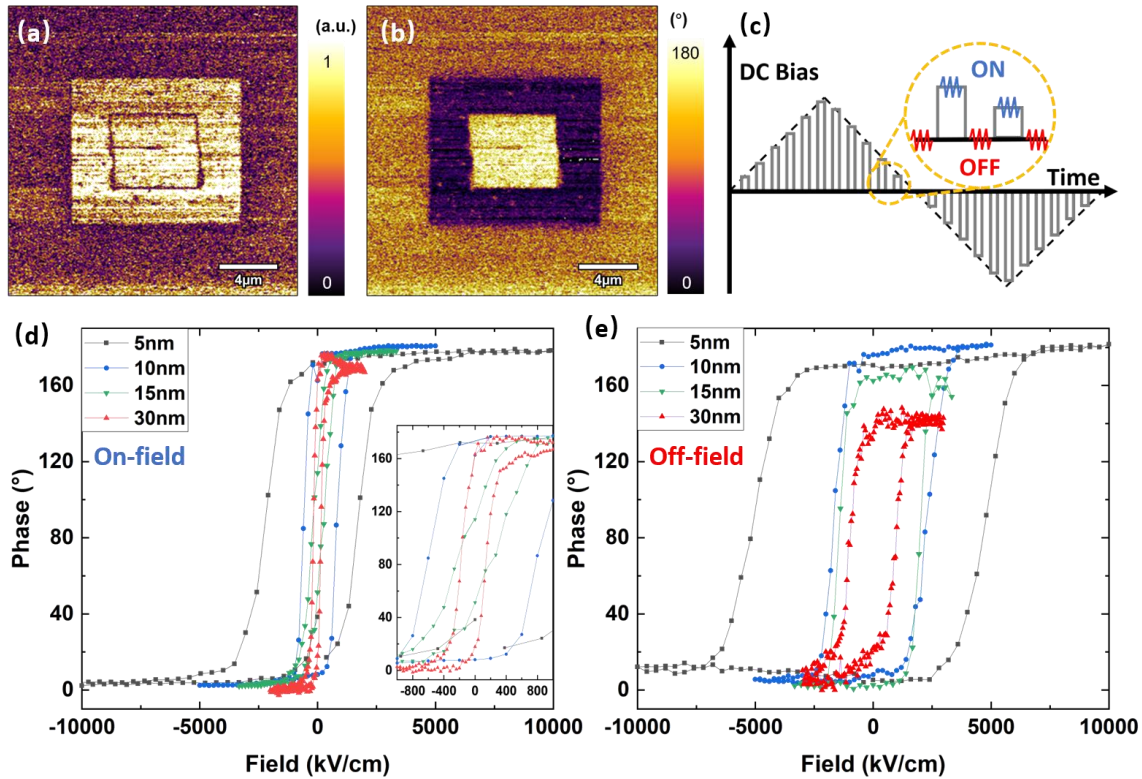 (a)
(a.u.)
1
0
4μm
(b)
(°)
180
0
4μm
(c)
DC Bias
ON
OFF
Time
(d)
5nm
10nm
15nm
30nm
On-field
Phase (°)
160
120
80
40
0
-10000 -5000 0 5000 10000
Field (kV/cm)
160
120
80
40
0
-800 -400 0 400 800
(e)
5nm
10nm
15nm
30nm
Off-field
Phase (°)
160
120
80
40
0
-10000 -5000 0 5000 10000
Field (kV/cm)